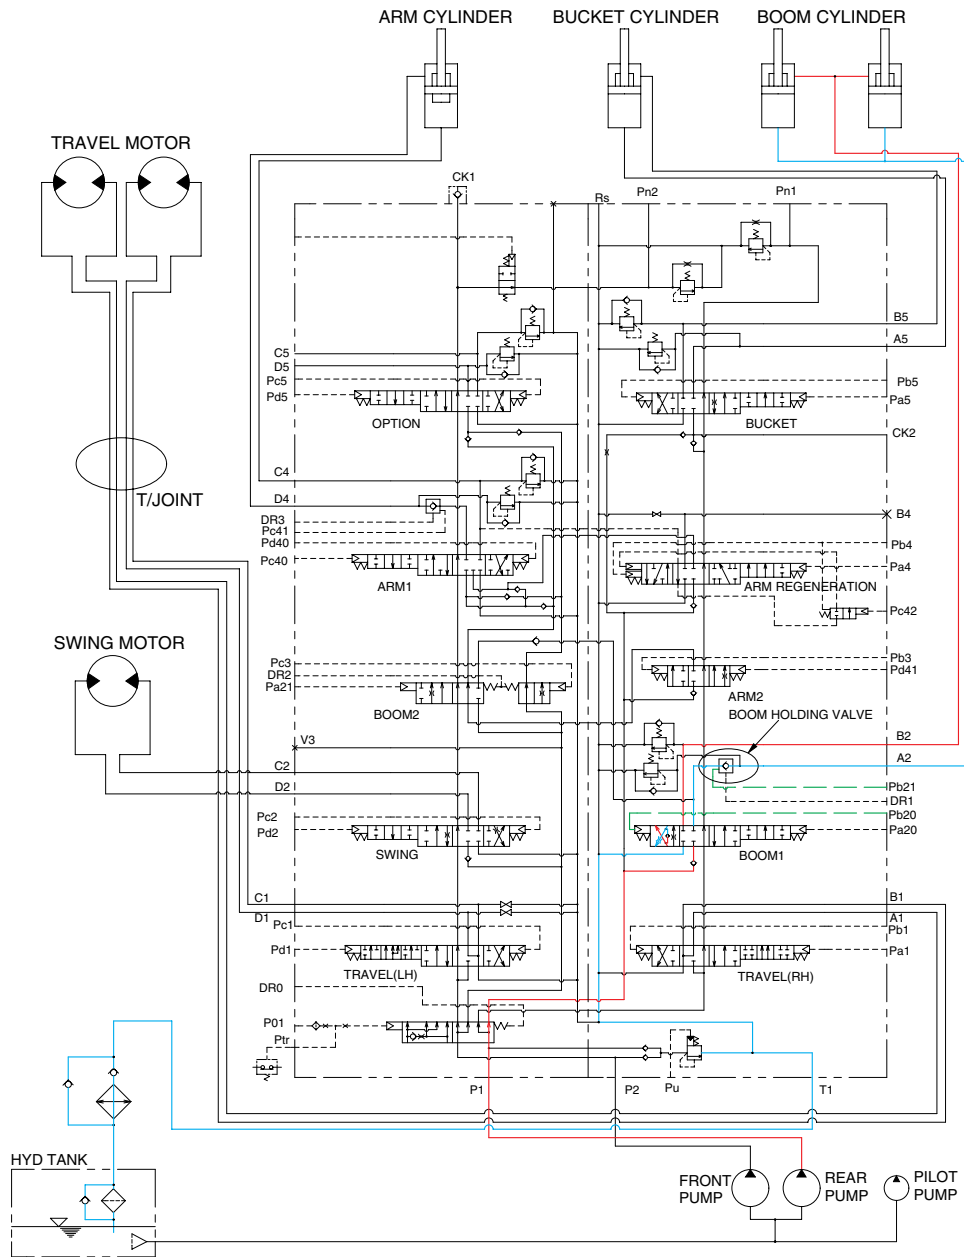 ARM CYLINDER
BUCKET CYLINDER
BOOM CYLINDER
TRAVEL MOTOR
CK1
Rs
Pn2
Pn1
C5
D5
Pc5
Pd5
OPTION
B5
A5
Pb5
Pa5
BUCKET
CK2
T/JOINT
C4
D4
DR3
Pc41
Pd40
Pc40
ARM1
B4
Pb4
Pa4
ARM REGENERATION
Pc42
SWING MOTOR
Pc3
DR2
Pa21
BOOM2
Pb3
Pd41
ARM2
BOOM HOLDING VALVE
V3
C2
D2
Pc2
Pd2
SWING
B2
A2
Pb21
DR1
Pb20
Pa20
BOOM1
C1
D1
Pc1
Pd1
TRAVEL(LH)
B1
A1
Pb1
Pa1
TRAVEL(RH)
DR0
P01
Ptr
P1
P2
Pu
T1
HYD TANK
FRONT
PUMP
REAR
PUMP
PILOT
PUMP